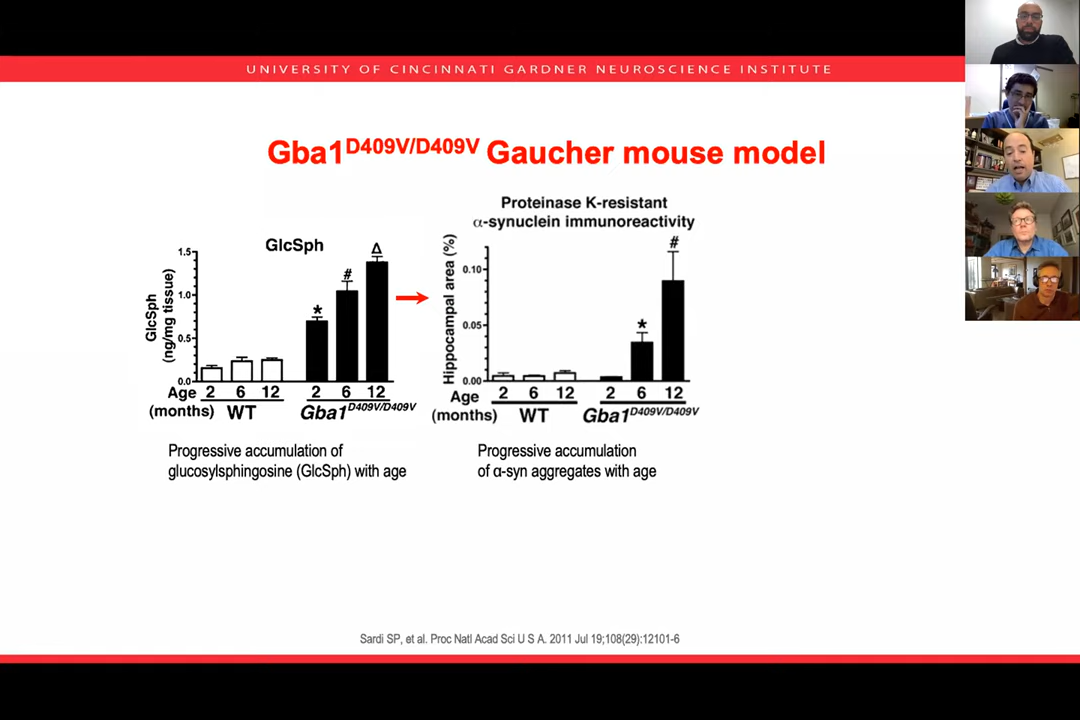 UNIVERSITY OF CINCINNATI GARDNER NEUROSCIENCE INSTITUTE
Gba1D409V/D409V Gaucher mouse model
GlcSph
GlcSph
(ng/mg tissue)
1.5
1.0
0.5
0.0
*
#
Δ
Age 2 6 12 2 6 12
(months) WT Gba1D409V/D409V
Progressive accumulation of
glucosylsphingosine (GlcSph) with age
Proteinase K-resistant
α-synuclein immunoreactivity
Hippocampal area (%)
0.10
0.05
0.00
*
#
Age 2 6 12 2 6 12
(months) WT Gba1D409V/D409V
Progressive accumulation
of α-syn aggregates with age
Sardi SP, et al. Proc Natl Acad Sci U S A. 2011 Jul 19;108(29):12101-6